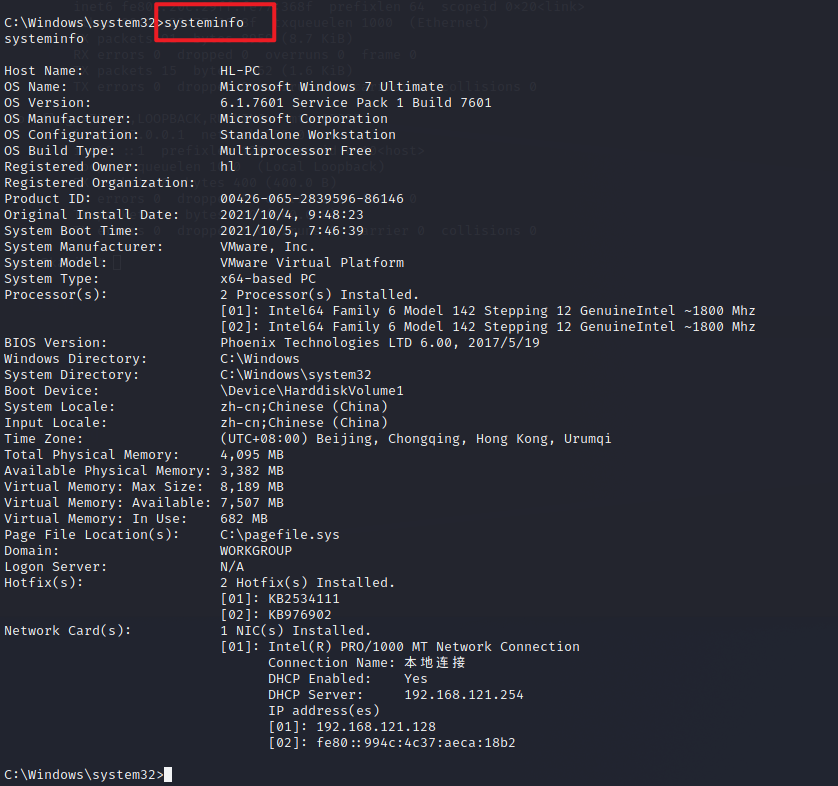 C:\Windows\system32>systeminfo
systeminfo

Host Name:                 HL-PC
OS Name:                   Microsoft Windows 7 Ultimate
OS Version:                6.1.7601 Service Pack 1 Build 7601
OS Manufacturer:           Microsoft Corporation
OS Configuration:          Standalone Workstation
OS Build Type:             Multiprocessor Free
Registered Owner:          hl
Registered Organization:
Product ID:                00426-065-2839596-86146
Original Install Date:     2021/10/4, 9:48:23
System Boot Time:          2021/10/5, 7:46:39
System Manufacturer:       VMware, Inc.
System Model:              VMware Virtual Platform
System Type:               x64-based PC
Processor(s):              2 Processor(s) Installed.
                           [01]: Intel64 Family 6 Model 142 Stepping 12 GenuineIntel ~1800 Mhz
                           [02]: Intel64 Family 6 Model 142 Stepping 12 GenuineIntel ~1800 Mhz
BIOS Version:              Phoenix Technologies LTD 6.00, 2017/5/19
Windows Directory:         C:\Windows
System Directory:          C:\Windows\system32
Boot Device:               \Device\HarddiskVolume1
System Locale:             zh-cn;Chinese (China)
Input Locale:              zh-cn;Chinese (China)
Time Zone:                 (UTC+08:00) Beijing, Chongqing, Hong Kong, Urumqi
Total Physical Memory:     4,095 MB
Available Physical Memory: 3,382 MB
Virtual Memory: Max Size:  8,189 MB
Virtual Memory: Available: 7,507 MB
Virtual Memory: In Use:    682 MB
Page File Location(s):     C:\pagefile.sys
Domain:                    WORKGROUP
Logon Server:              N/A
Hotfix(s):                 2 Hotfix(s) Installed.
                           [01]: KB2534111
                           [02]: KB976902
Network Card(s):           1 NIC(s) Installed.
                           [01]: Intel(R) PRO/1000 MT Network Connection
                                 Connection Name: 本地连接
                                 DHCP Enabled:    Yes
                                 DHCP Server:     192.168.121.254
                                 IP address(es)
                                 [01]: 192.168.121.128
                                 [02]: fe80::994c:4c37:aeca:18b2

C:\Windows\system32>